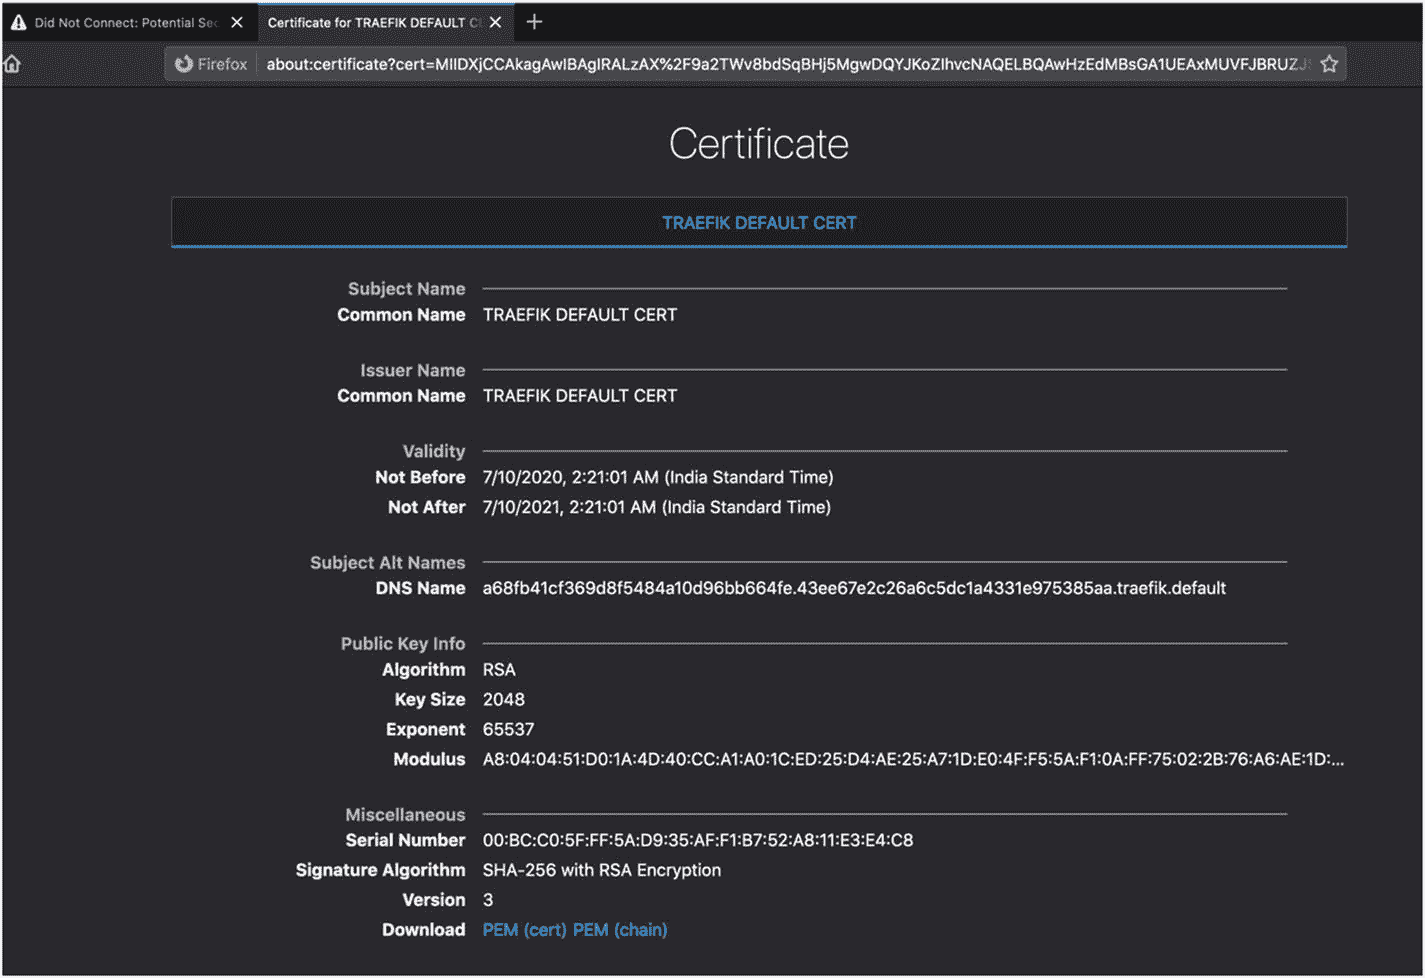 Did Not Connect: Potential Sec
Certificate for TRAEFIK DEFAULT CE
Firefox
about:certificate?cert=MIIDXjCCAkagAwIBAgIRALzAX%2F9a2TWv8bdSqBHj5MgwDQYJKoZIhvcNAQELBQAwHzEdMBsGA1UEAxMUVFJBRUZJS
Certificate
TRAEFIK DEFAULT CERT
Subject Name
Common Name TRAEFIK DEFAULT CERT
Issuer Name
Common Name TRAEFIK DEFAULT CERT
Validity
Not Before 7/10/2020, 2:21:01 AM (India Standard Time)
Not After 7/10/2021, 2:21:01 AM (India Standard Time)
Subject Alt Names
DNS Name a68fb41cf369d8f5484a10d96bb664fe.43ee67e2c26a6c5dc1a4331e975385aa.traefik.default
Public Key Info
Algorithm RSA
Key Size 2048
Exponent 65537
Modulus A8:04:04:51:D0:1A:4D:40:CC:A1:A0:1C:ED:25:D4:AE:25:A7:1D:E0:4F:F5:5A:F1:0A:FF:75:02:2B:76:A6:AE:1D:...
Miscellaneous
Serial Number 00:BC:C0:5F:FF:5A:D9:35:AF:F1:B7:52:A8:11:E3:E4:C8
Signature Algorithm SHA-256 with RSA Encryption
Version 3
Download PEM (cert) PEM (chain)